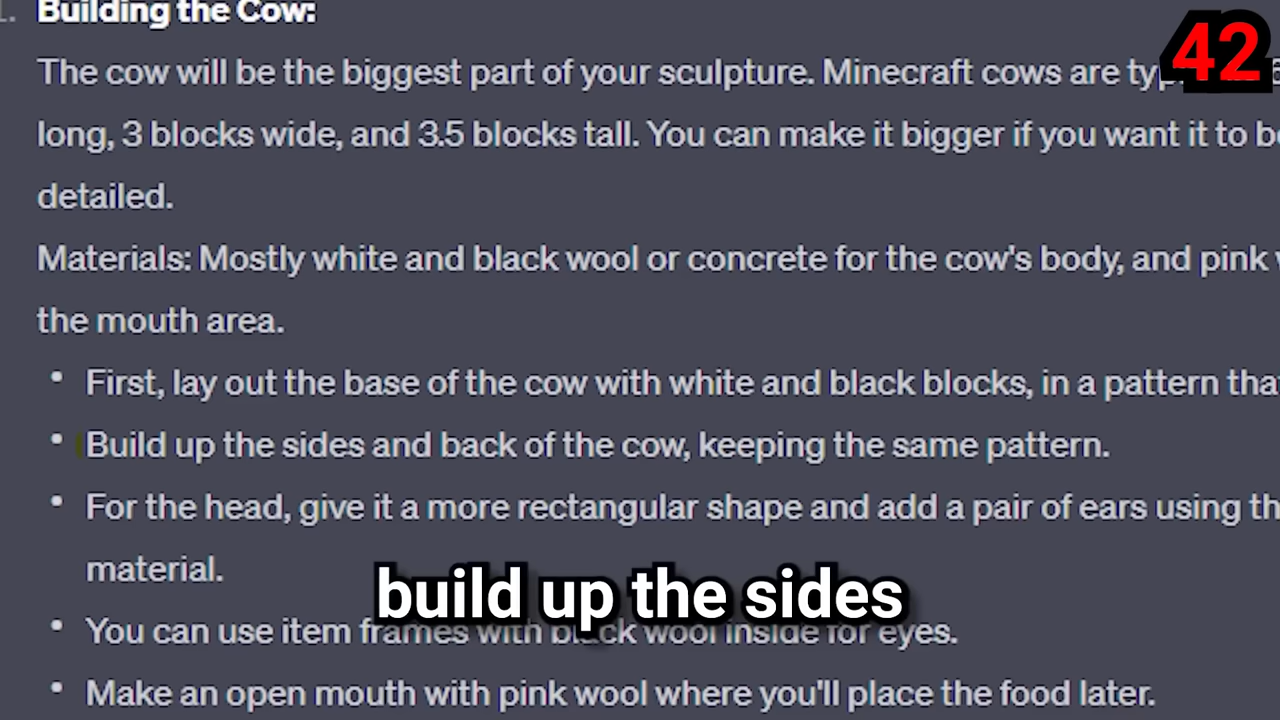 1. Building the Cow:
The cow will be the biggest part of your sculpture. Minecraft cows are
42
long, 3 blocks wide, and 3.5 blocks tall. You can make it bigger if you want it to
detailed.
Materials: Mostly white and black wool or concrete for the cow's body, and pink
the mouth area.
• First, lay out the base of the cow with white and black blocks, in a pattern
• Build up the sides and back of the cow, keeping the same pattern.
• For the head, give it a more rectangular shape and add a pair of ears using
material.
build up the sides
• You can use item frames with black wool inside for eyes.
• Make an open mouth with pink wool where you'll place the food later.